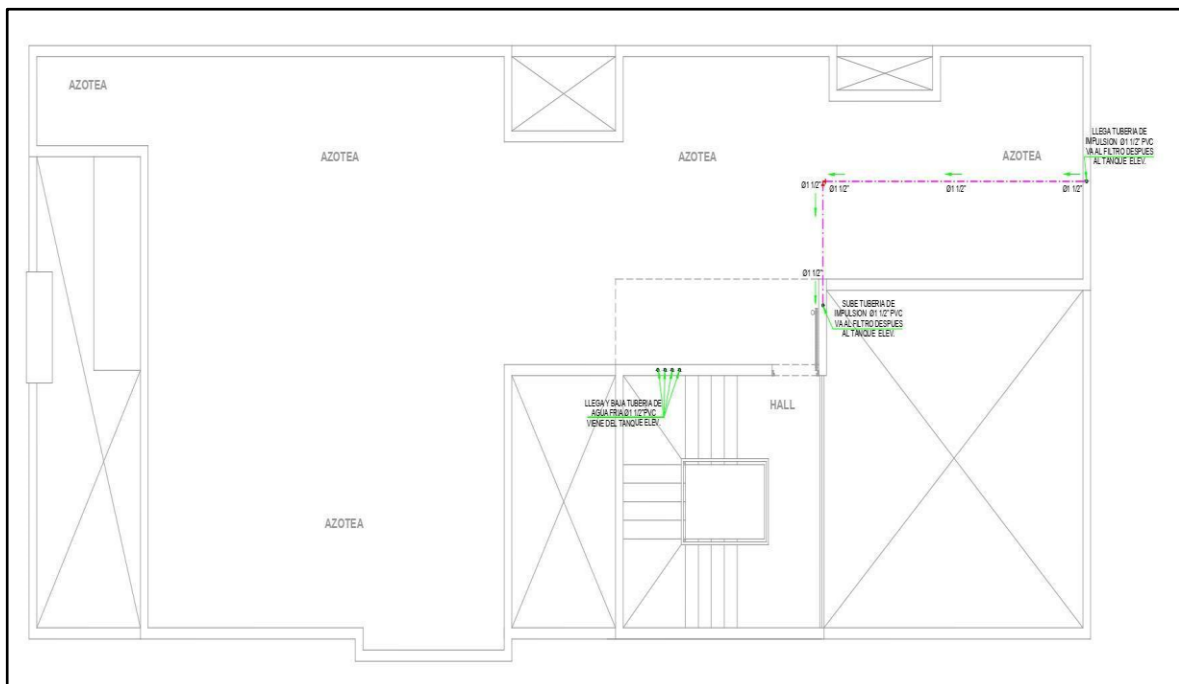 AZOTEA
AZOTEA
AZOTEA
AZOTEA
LLEGA TUBERIA DE
IMPULSION Ø1 1/2" PVC
VA AL FILTRO DESPUES
AL TANQUE ELEV.
Ø1 1/2"
Ø1 1/2"
Ø1 1/2"
Ø1 1/2"
Ø1 1/2"
SUBE TUBERIA DE
IMPULSION Ø1 1/2" PVC
VA AL FILTRO DESPUES
AL TANQUE ELEV.
LLEGA Y BAJA TUBERIA DE
AGUA FRIA Ø1 1/2" PVC
VIENE DEL TANQUE ELEV.
HALL
AZOTEA